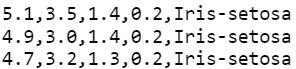 5.1,3.5,1.4,0.2,Iris-setosa
4.9,3.0,1.4,0.2,Iris-setosa
4.7,3.2,1.3,0.2,Iris-setosa